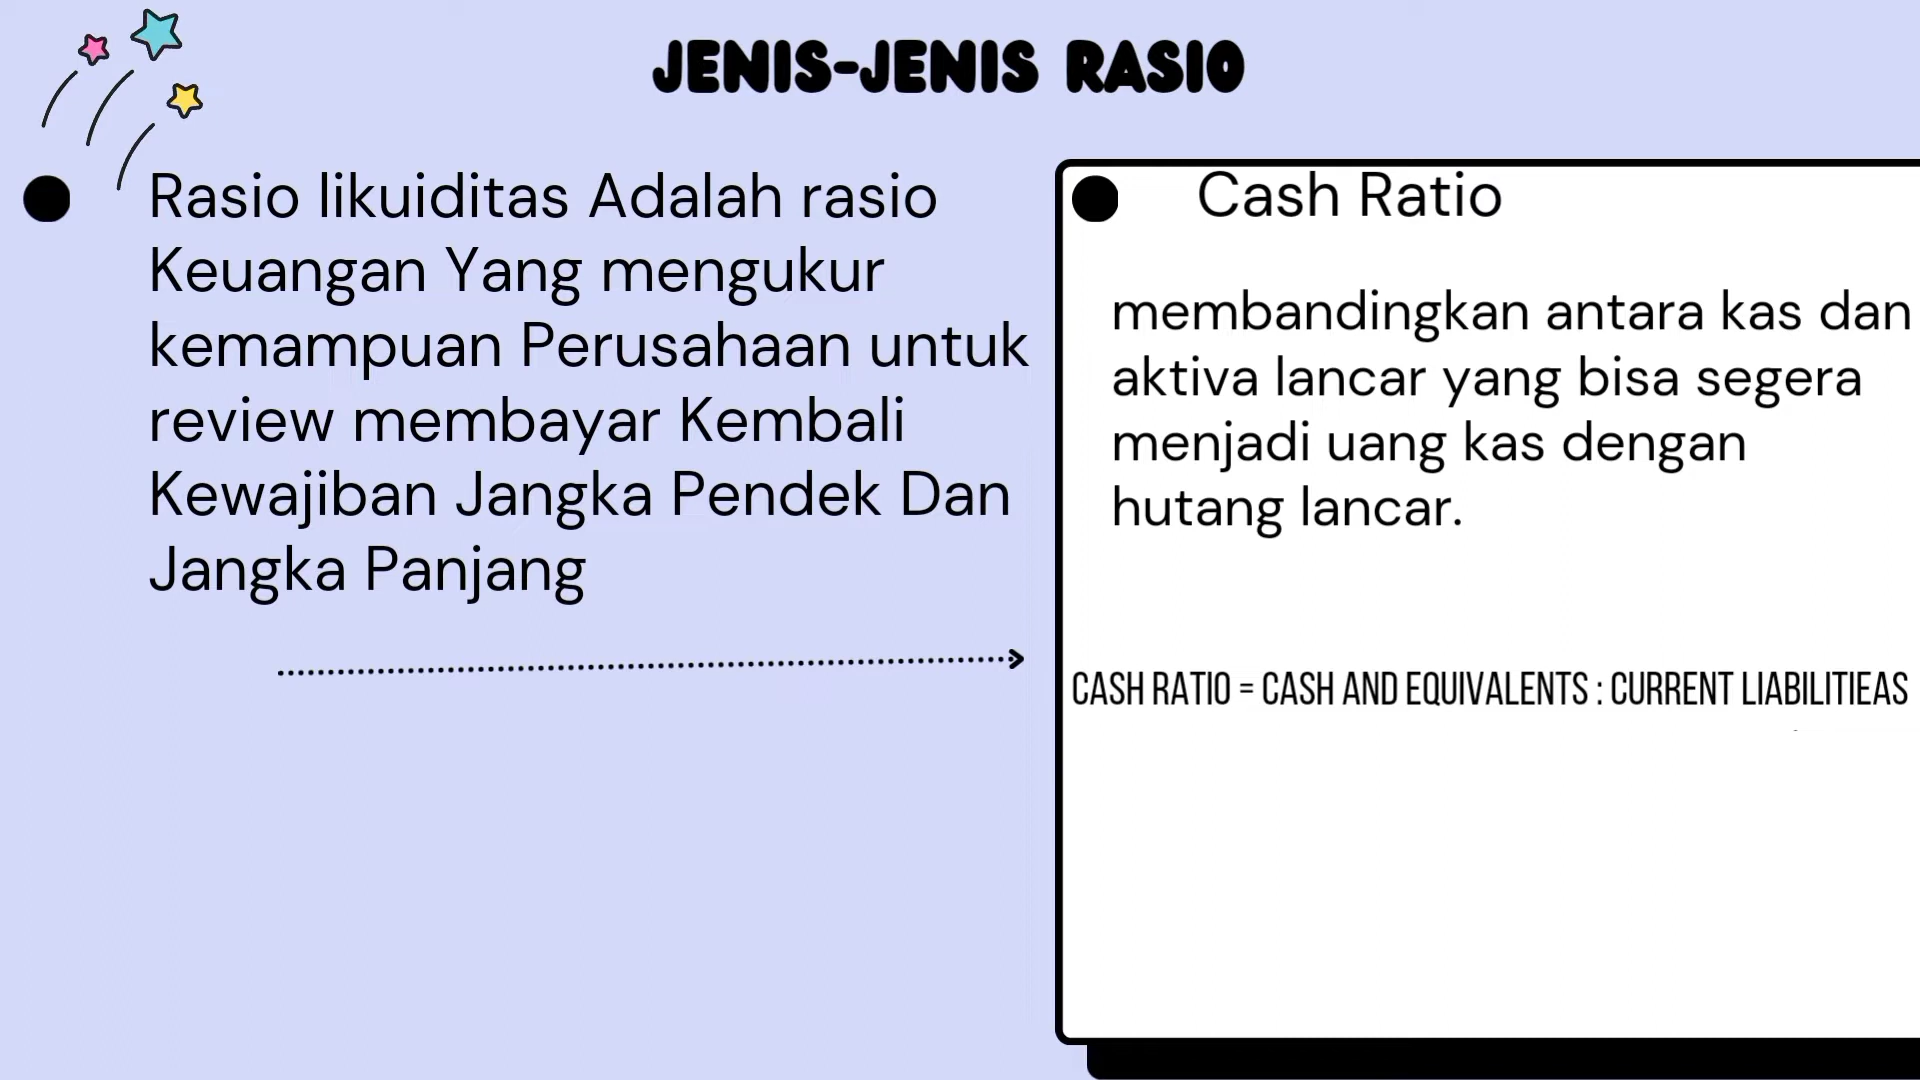 JENIS-JENIS RASIO
Rasio likuiditas Adalah rasio
Keuangan Yang mengukur
kemampuan Perusahaan untuk
review membayar Kembali
Kewajiban Jangka Pendek Dan
Jangka Panjang
Cash Ratio
membandingkan antara kas dan
aktiva lancar yang bisa segera
menjadi uang kas dengan
hutang lancar.
CASH RATIO = CASH AND EQUIVALENTS : CURRENT LIABILITIEAS